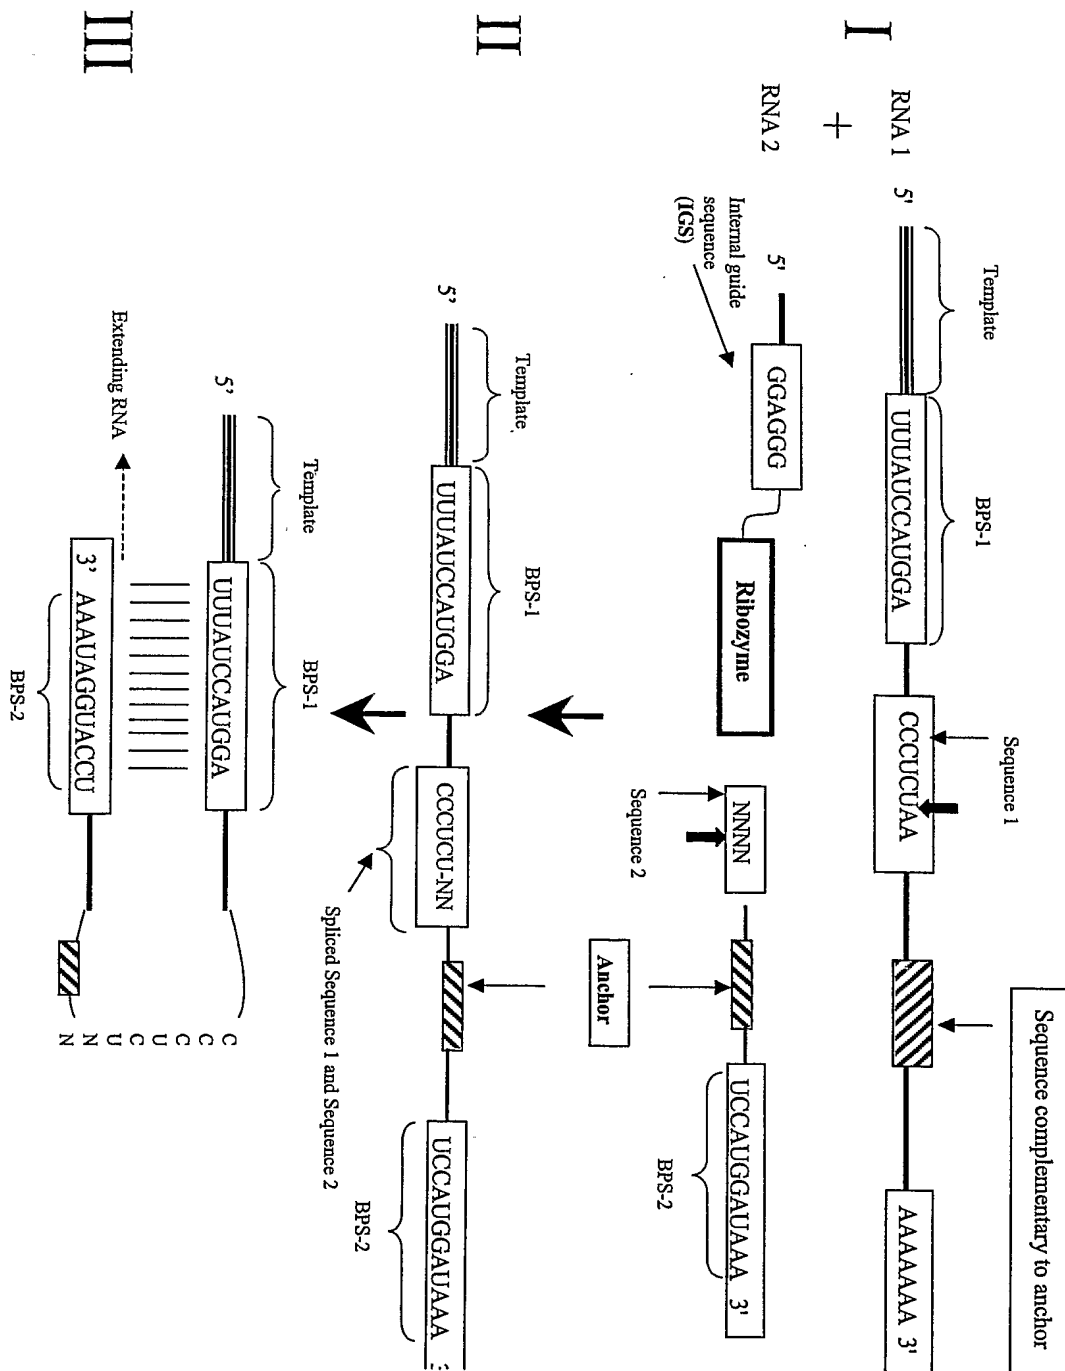 Sequence complementary to anchor
I
RNA 1
5'
Template
UUUAUCCAUGGA
BPS-1
CCCUCUAA
Sequence 1
AAAAAAA 3'
+
RNA 2
5'
Internal guide
sequence
(IGS)
GGAGGG
Ribozyme
NNNN
Sequence 2
Anchor
UCCAUGGAUAAA 3'
BPS-2
II
5'
Template
UUUAUCCAUGGA
BPS-1
CCCUCU-NN
Spliced Sequence 1 and Sequence 2
UCCAUGGAUAAA
BPS-2
III
5'
Template
UUUAUCCAUGGA
BPS-1
Extending RNA
3' AAAUAGGUACCU
BPS-2
C
C
C
U
C
U
N
N